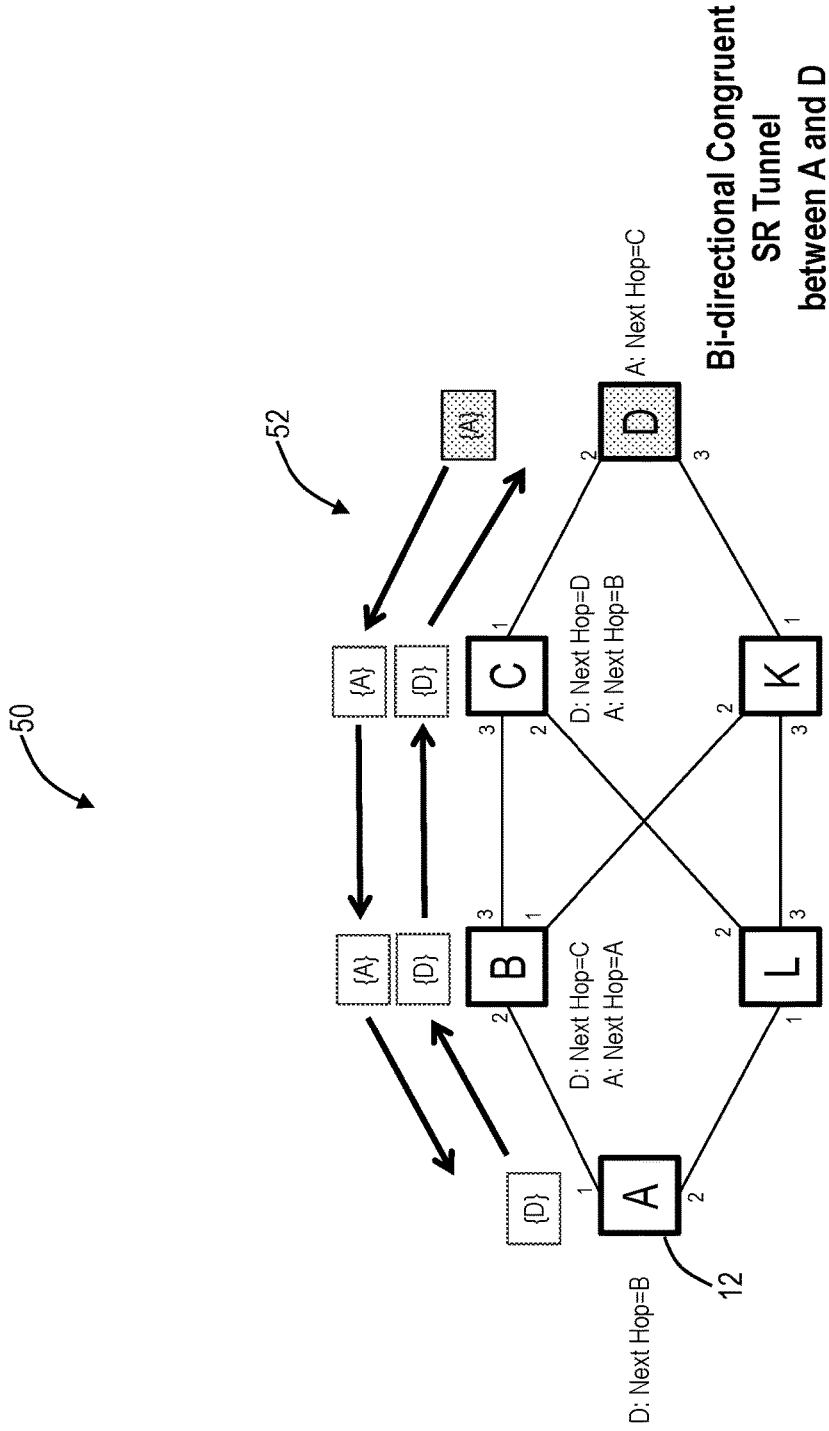 50
52
{A}
{A}
{D}
{D}
{A}
2
B
3
3
C
1
1
2
{D}
D: Next Hop=C
A: Next Hop=A
D: Next Hop=D
A: Next Hop=B
1
2
D: Next Hop=B
A
D
A: Next Hop=C
2
3
12
2
2
L
K
1
3
3
1
Bi-directional Congruent
SR Tunnel
between A and D